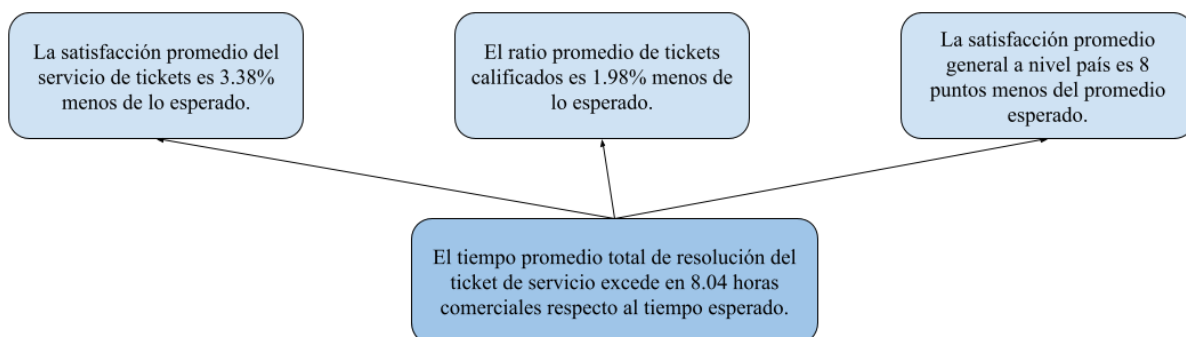 La satisfacción promedio del
servicio de tickets es 3.38%
menos de lo esperado.
El ratio promedio de tickets
calificados es 1.98% menos de
lo esperado.
La satisfacción promedio
general a nivel país es 8
puntos menos del promedio
esperado.
El tiempo promedio total de resolución del
ticket de servicio excede en 8.04 horas
comerciales respecto al tiempo esperado.